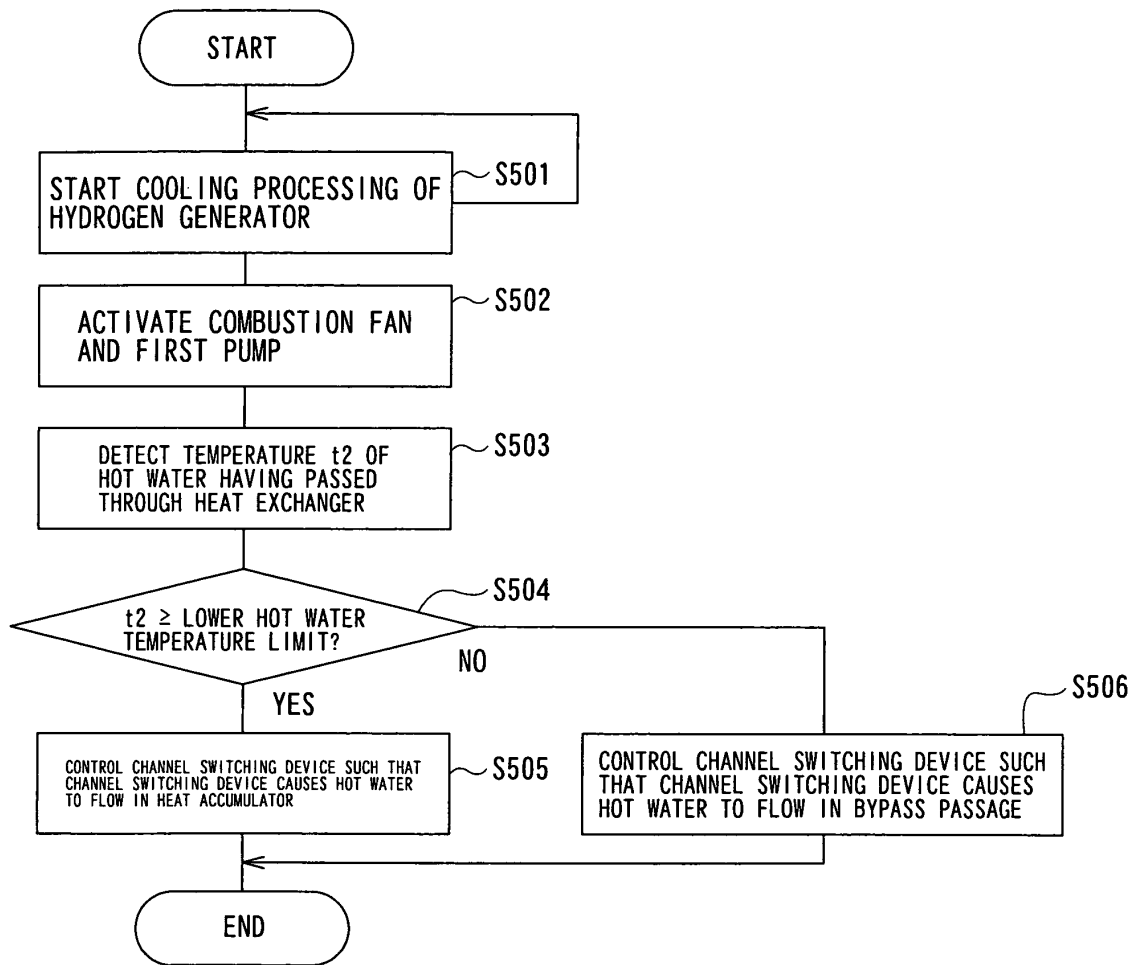 START
START COOLING PROCESSING OF
HYDROGEN GENERATOR
S501
ACTIVATE COMBUSTION FAN
AND FIRST PUMP
S502
DETECT TEMPERATURE t2 OF
HOT WATER HAVING PASSED
THROUGH HEAT EXCHANGER
S503
t2 ≥ LOWER HOT WATER
TEMPERATURE LIMIT?
S504
NO
YES
CONTROL CHANNEL SWITCHING DEVICE SUCH THAT
CHANNEL SWITCHING DEVICE CAUSES HOT WATER
TO FLOW IN HEAT ACCUMULATOR
S505
CONTROL CHANNEL SWITCHING DEVICE SUCH
THAT CHANNEL SWITCHING DEVICE CAUSES
HOT WATER TO FLOW IN BYPASS PASSAGE
S506
END